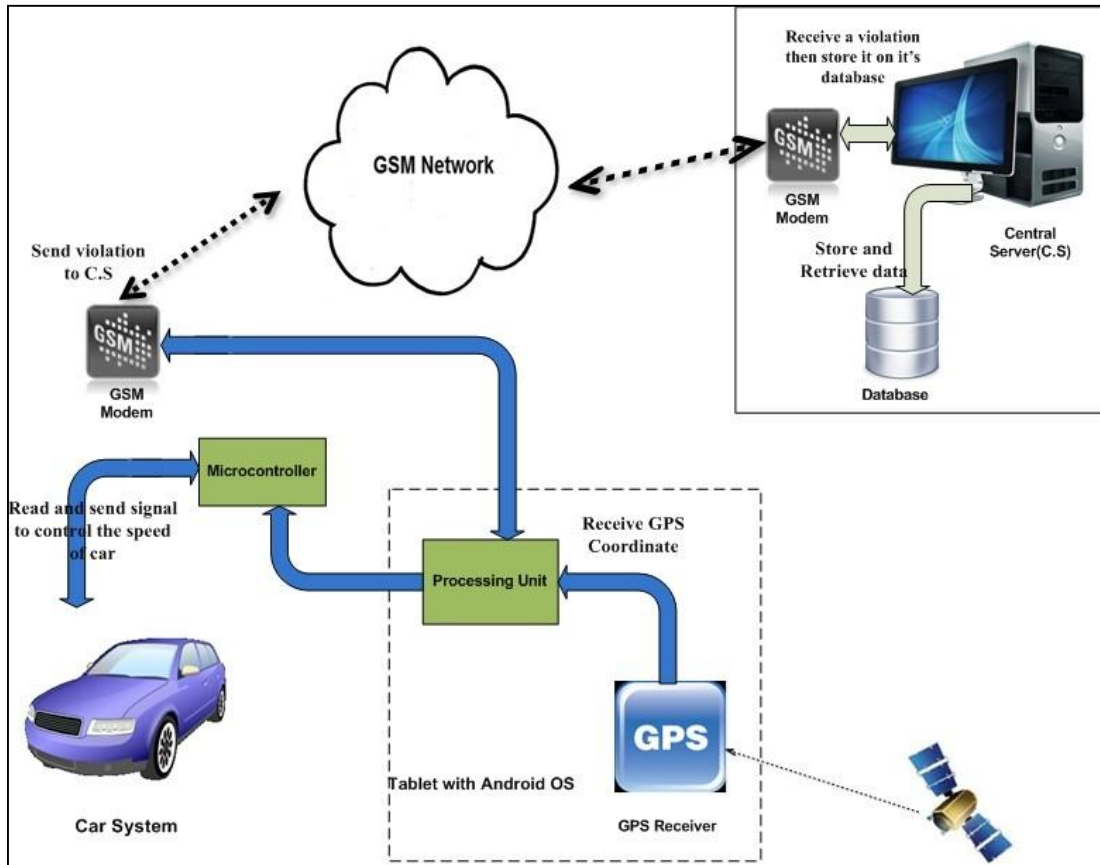 Receive a violation
then store it on it's
database
GSM Network
GSM
GSM
Modem
Central
Server(C.S)
Store and
Retrieve data
Database
Send violation
to C.S
GSM
GSM
Modem
Microcontroller
Read and send signal
to control the speed
of car
Receive GPS
Coordinate
Processing Unit
GPS
Tablet with Android OS
GPS Receiver
Car System